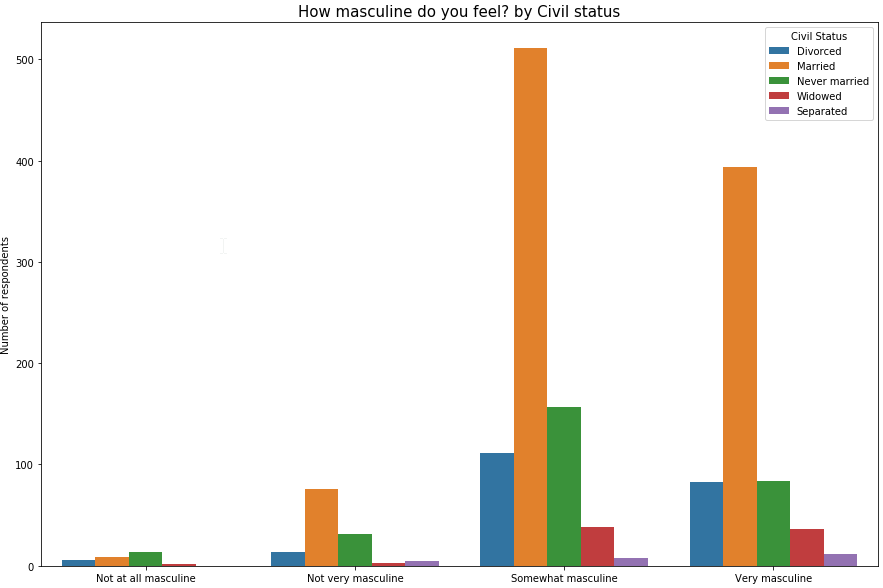 How masculine do you feel? by Civil status
Civil Status
Divorced
Married
Never married
Widowed
Separated
500
400
300
200
100
0
Number of respondents
Not at all masculine
Not very masculine
Somewhat masculine
Very masculine